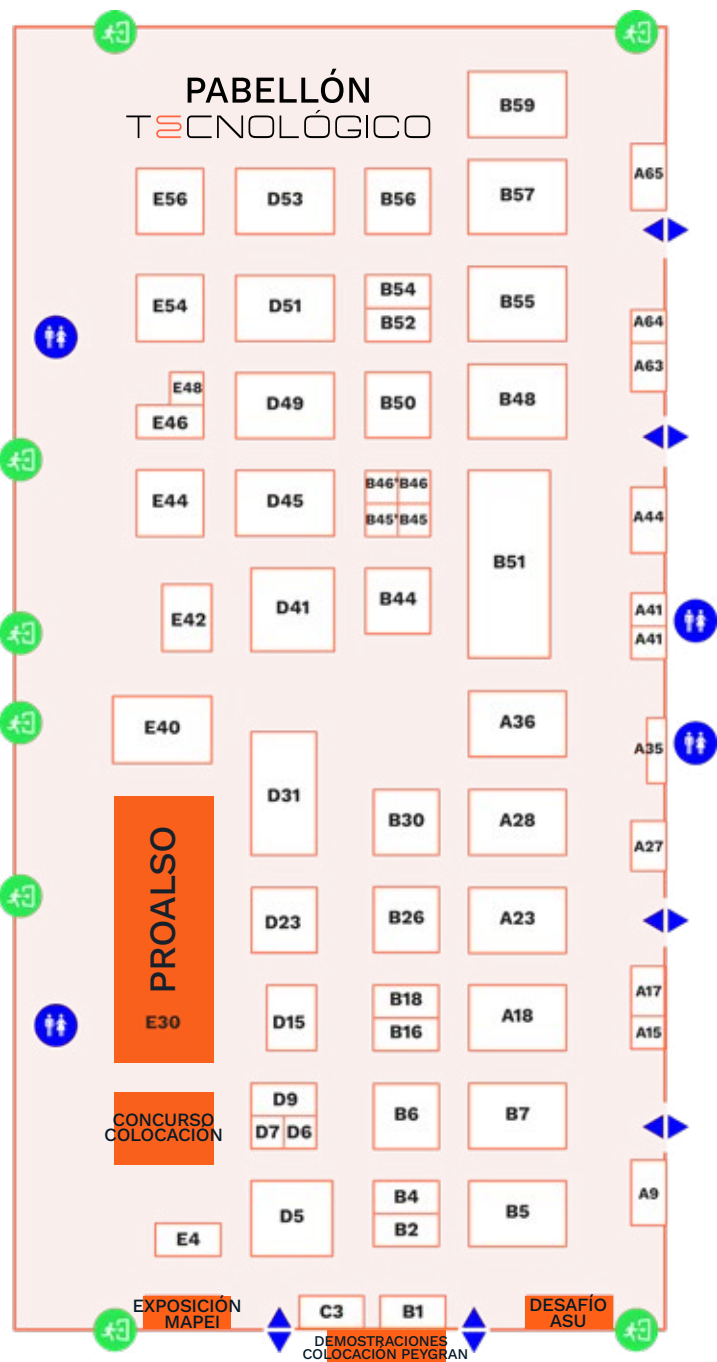 PABELLÓN
TECNOLÓGICO
B59
A65
E56
D53
B56
B57
E54
D51
B54
B52
B55
A64
A63
E48
E46
D49
B50
B48
E44
D45
B46' B46
B45' B45
B51
A44
E42
D41
B44
A41
A41
E40
A36
A35
D31
B30
A28
A27
PROALSO
E30
D23
B26
A23
D15
B18
B16
A18
A17
A15
CONCURSO
COLOCACIÓN
D9
D7 D6
B6
B7
E4
D5
B4
B2
B5
A9
EXPOSICIÓN
MAPEI
C3
B1
DESAFÍO
ASU
DEMOSTRACIONES
COLOCACIÓN PEYGRAN